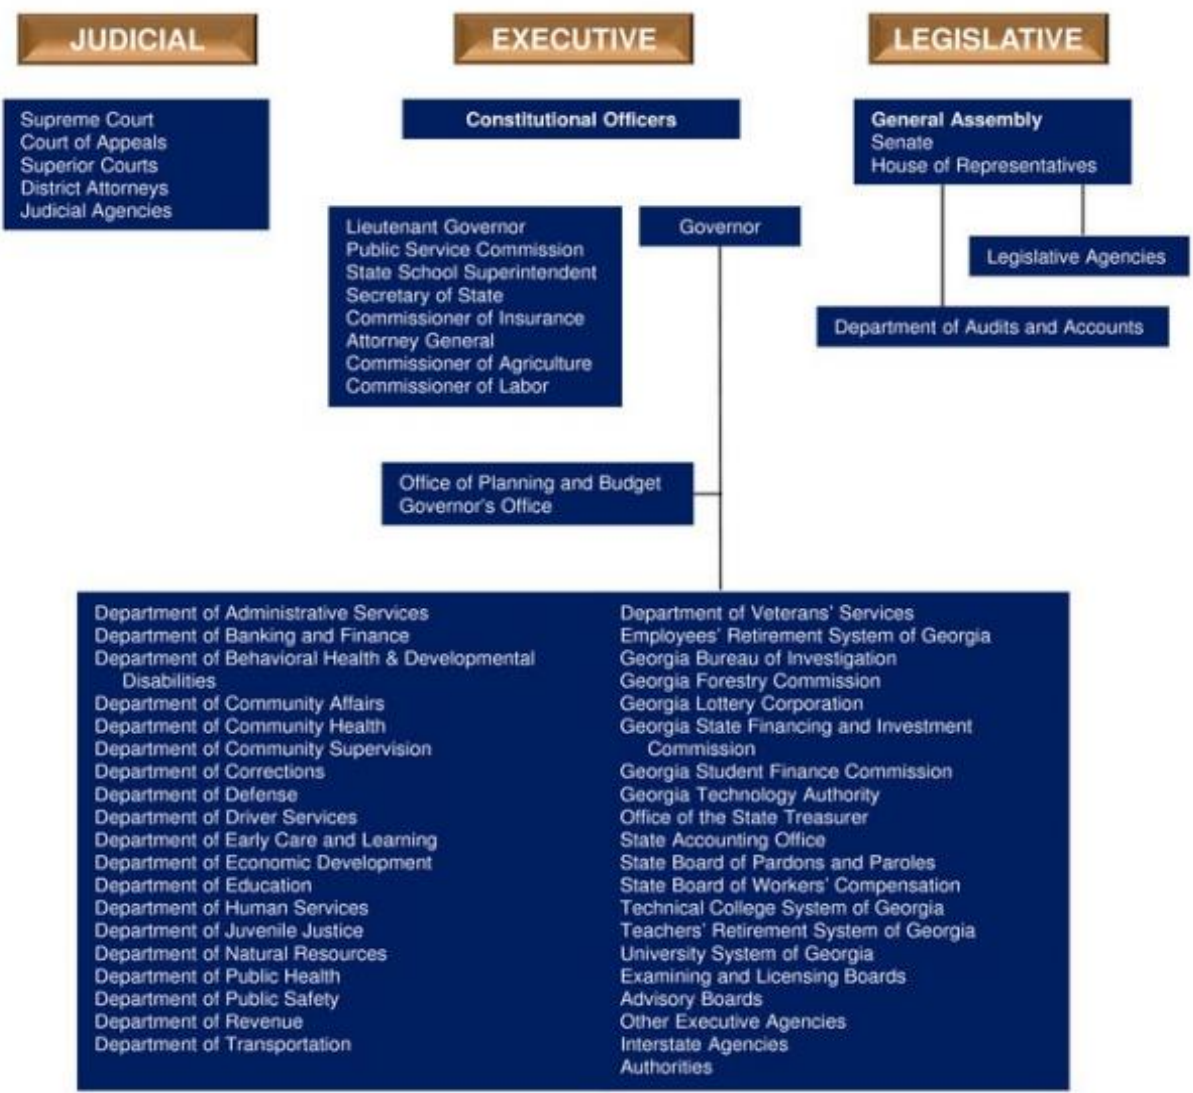 JUDICIAL
Supreme Court
Court of Appeals
Superior Courts
District Attorneys
Judicial Agencies
EXECUTIVE
Constitutional Officers
Lieutenant Governor
Public Service Commission
State School Superintendent
Secretary of State
Commissioner of Insurance
Attorney General
Commissioner of Agriculture
Commissioner of Labor
Governor
Office of Planning and Budget
Governor's Office
LEGISLATIVE
General Assembly
Senate
House of Representatives
Legislative Agencies
Department of Audits and Accounts
Department of Administrative Services
Department of Banking and Finance
Department of Behavioral Health & Developmental
Disabilities
Department of Community Affairs
Department of Community Health
Department of Community Supervision
Department of Corrections
Department of Defense
Department of Driver Services
Department of Early Care and Learning
Department of Economic Development
Department of Education
Department of Human Services
Department of Juvenile Justice
Department of Natural Resources
Department of Public Health
Department of Public Safety
Department of Revenue
Department of Transportation
Department of Veterans' Services
Employees' Retirement System of Georgia
Georgia Bureau of Investigation
Georgia Forestry Commission
Georgia Lottery Corporation
Georgia State Financing and Investment
Commission
Georgia Student Finance Commission
Georgia Technology Authority
Office of the State Treasurer
State Accounting Office
State Board of Pardons and Paroles
State Board of Workers' Compensation
Technical College System of Georgia
Teachers' Retirement System of Georgia
University System of Georgia
Examining and Licensing Boards
Advisory Boards
Other Executive Agencies
Interstate Agencies
Authorities